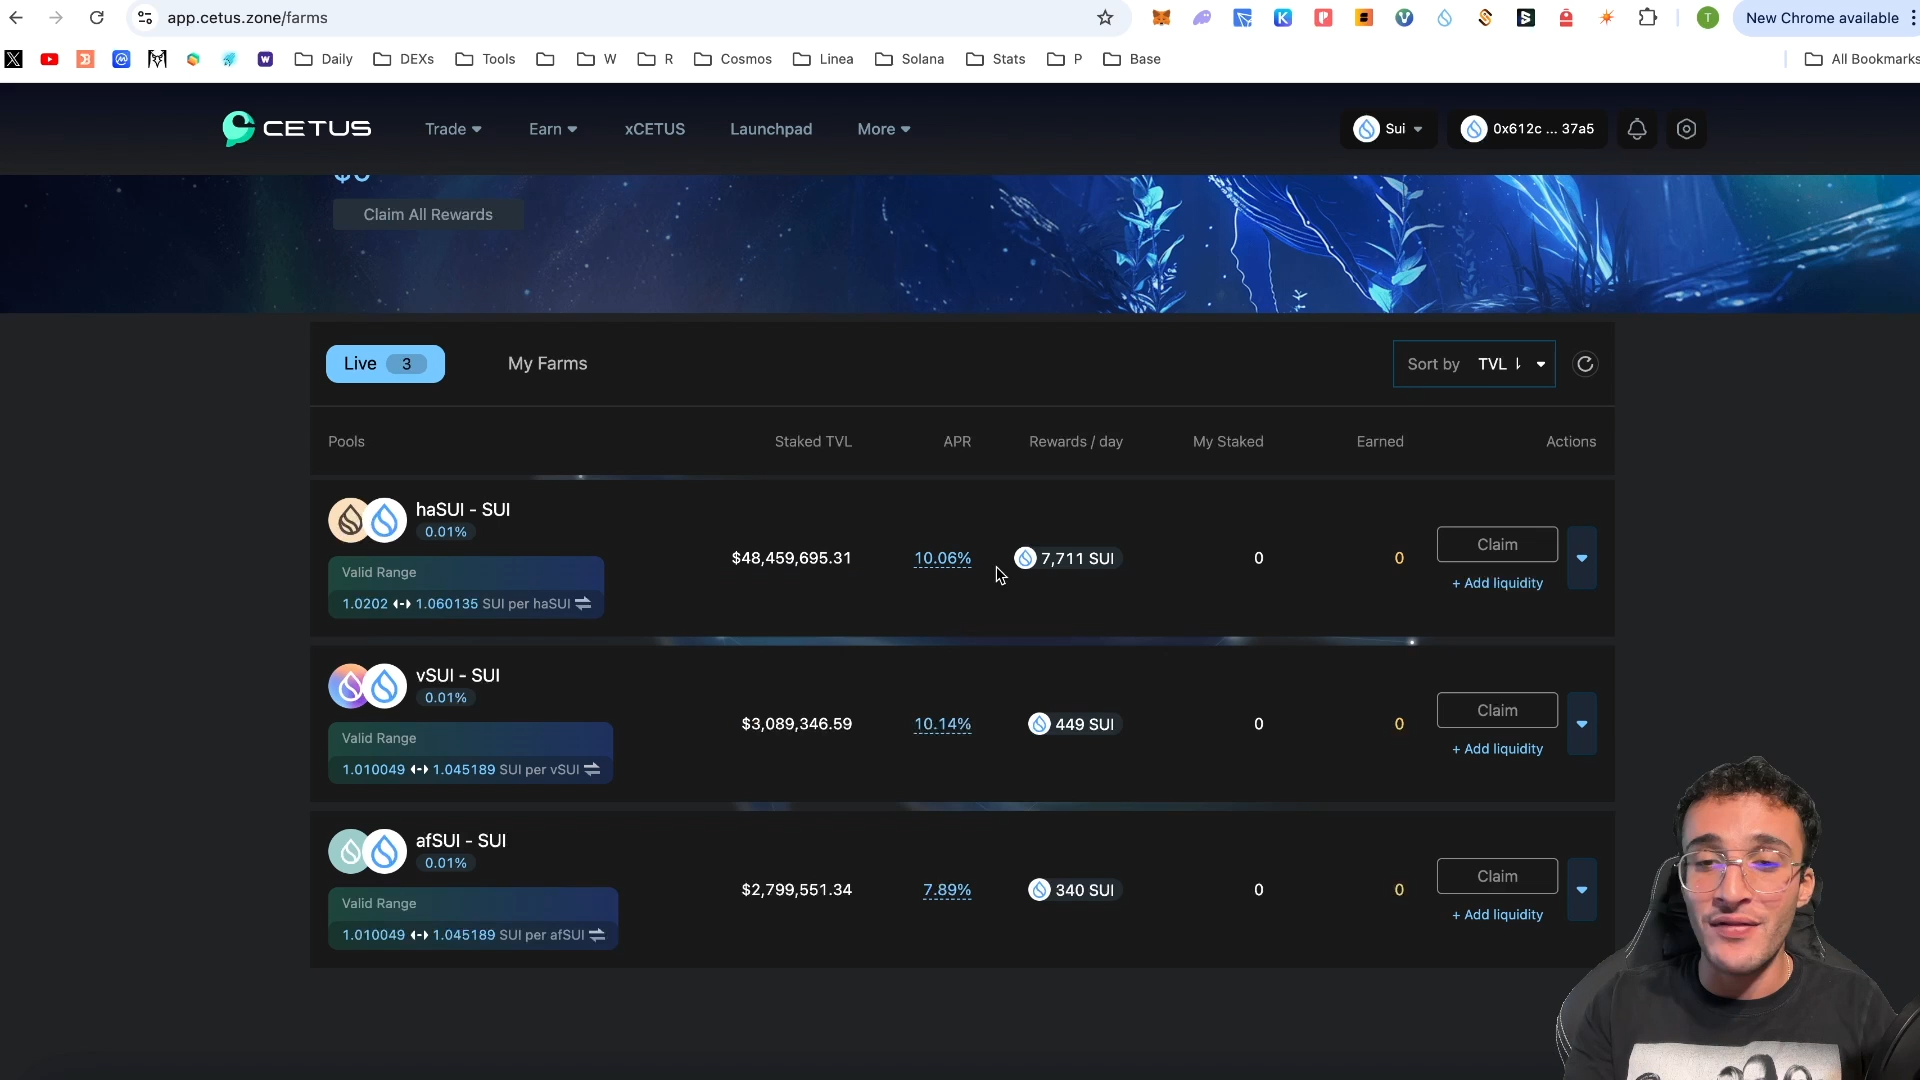 app.cetus.zone/farms
T
New Chrome available
Daily
DEXs
Tools
W
R
Cosmos
Linea
Solana
Stats
P
Base
All Bookmarks
CETUS
Trade
Earn
xCETUS
Launchpad
More
Sui
0x612c ... 37a5
Claim All Rewards
Live 3
My Farms
Sort by TVL
Pools
Staked TVL
APR
Rewards / day
My Staked
Earned
Actions
haSUI - SUI
0.01%
Valid Range
1.0202 1.060135 SUI per haSUI
$48,459,695.31
10.06%
7,711 SUI
0
0
Claim
+ Add liquidity
vSUI - SUI
0.01%
Valid Range
1.010049 1.045189 SUI per vSUI
$3,089,346.59
10.14%
449 SUI
0
0
Claim
+ Add liquidity
afSUI - SUI
0.01%
Valid Range
1.010049 1.045189 SUI per afSUI
$2,799,551.34
7.89%
340 SUI
0
0
Claim
+ Add liquidity